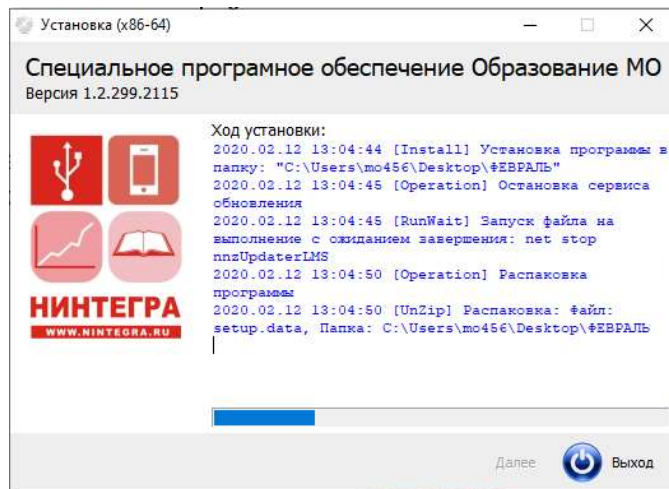 Установка (x86-64)
Специальное програмное обеспечение Образование МО
Версия 1.2.299.2115
Ход установки:
2020.02.12 13:04:44 [Install] Установка программы в
папку: "C:\Users\mo456\Desktop\ФЕВРАЛЬ"
2020.02.12 13:04:45 [Operation] Остановка сервиса
обновления
2020.02.12 13:04:45 [RunWait] Запуск файла на
выполнение с ожиданием завершения: net stop
nnzUpdaterLMS
2020.02.12 13:04:50 [Operation] Распаковка
программы
2020.02.12 13:04:50 [UnZip] Распаковка: Файл:
setup.data, Папка: C:\Users\mo456\Desktop\ФЕВРАЛЬ
НИНТЕГРА
WWW.NINTEGRA.RU
Далее
Выход